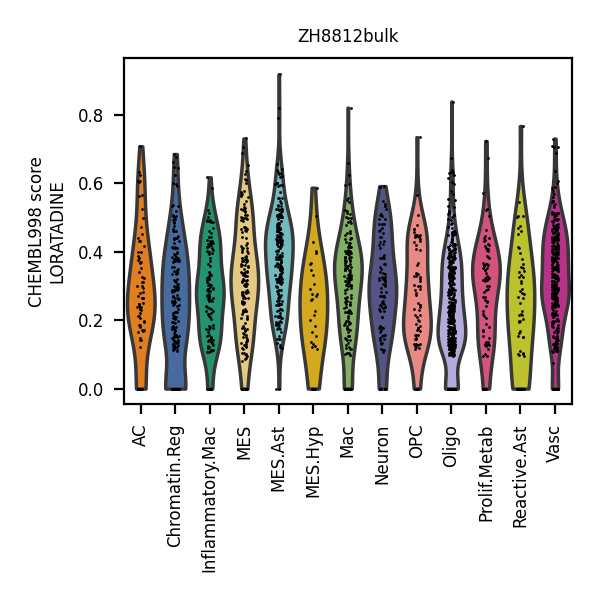 ZH8812bulk
CHEMBL998 score
LORATADINE
0.8
0.6
0.4
0.2
0.0
AC
Chromatin.Reg
Inflammatory.Mac
MES
MES.Ast
MES.Hyp
Mac
Neuron
OPC
Oligo
Prolif.Metab
Reactive.Ast
Vasc